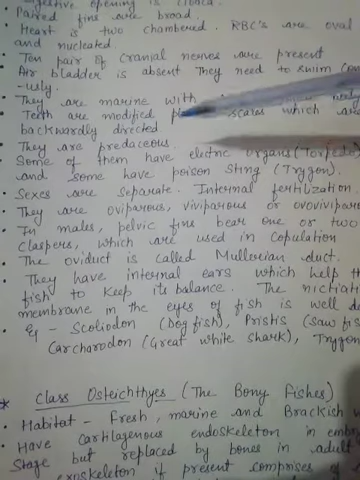 digestive opening is cloaca.
• Paired fins are broad.
• Heart is two chambered. RBC's are oval
and nucleated.
• Ten pair of cranial nerves are present
• Air bladder is absent They need to swim
-usly.
• They are marine with
• Teeth are modified which are
backwardly directed.
• They are predaceous.
• Some of them have electric organs (Torpedo
and some have poison sting (Trygon).
• Sexes are separate. Internal fertilization
• They are oviparous, viviparous or
• In males, pelvic fins bear one or two
claspers, which are used in copulation
• The oviduct is called Mullerian duct.
• They have internal ears which help
fish to keep its balance. The
membrane in the eyes of fish is well
• Eg - Scoliodon (Dog fish), Pristis (Saw
Carcharodon (Great white shark), Trygon
* Class Osteichthyes (The Bony Fishes)
• Habitat - Fresh, marine and Brackish
• Have cartilagenous endoskeleton in
stage but replaced by bones in adult
exoskeleton if present comprises of